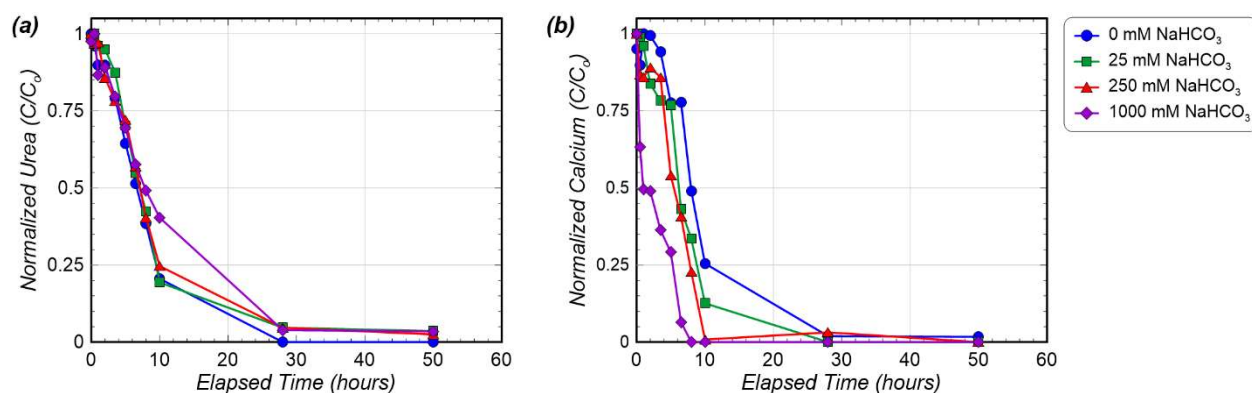 (a)
Normalized Urea (C/C₀)
1
0.75
0.5
0.25
0
0 10 20 30 40 50 60
Elapsed Time (hours)
(b)
Normalized Calcium (C/C₀)
1
0.75
0.5
0.25
0
0 10 20 30 40 50 60
Elapsed Time (hours)
0 mM NaHCO₃
25 mM NaHCO₃
250 mM NaHCO₃
1000 mM NaHCO₃